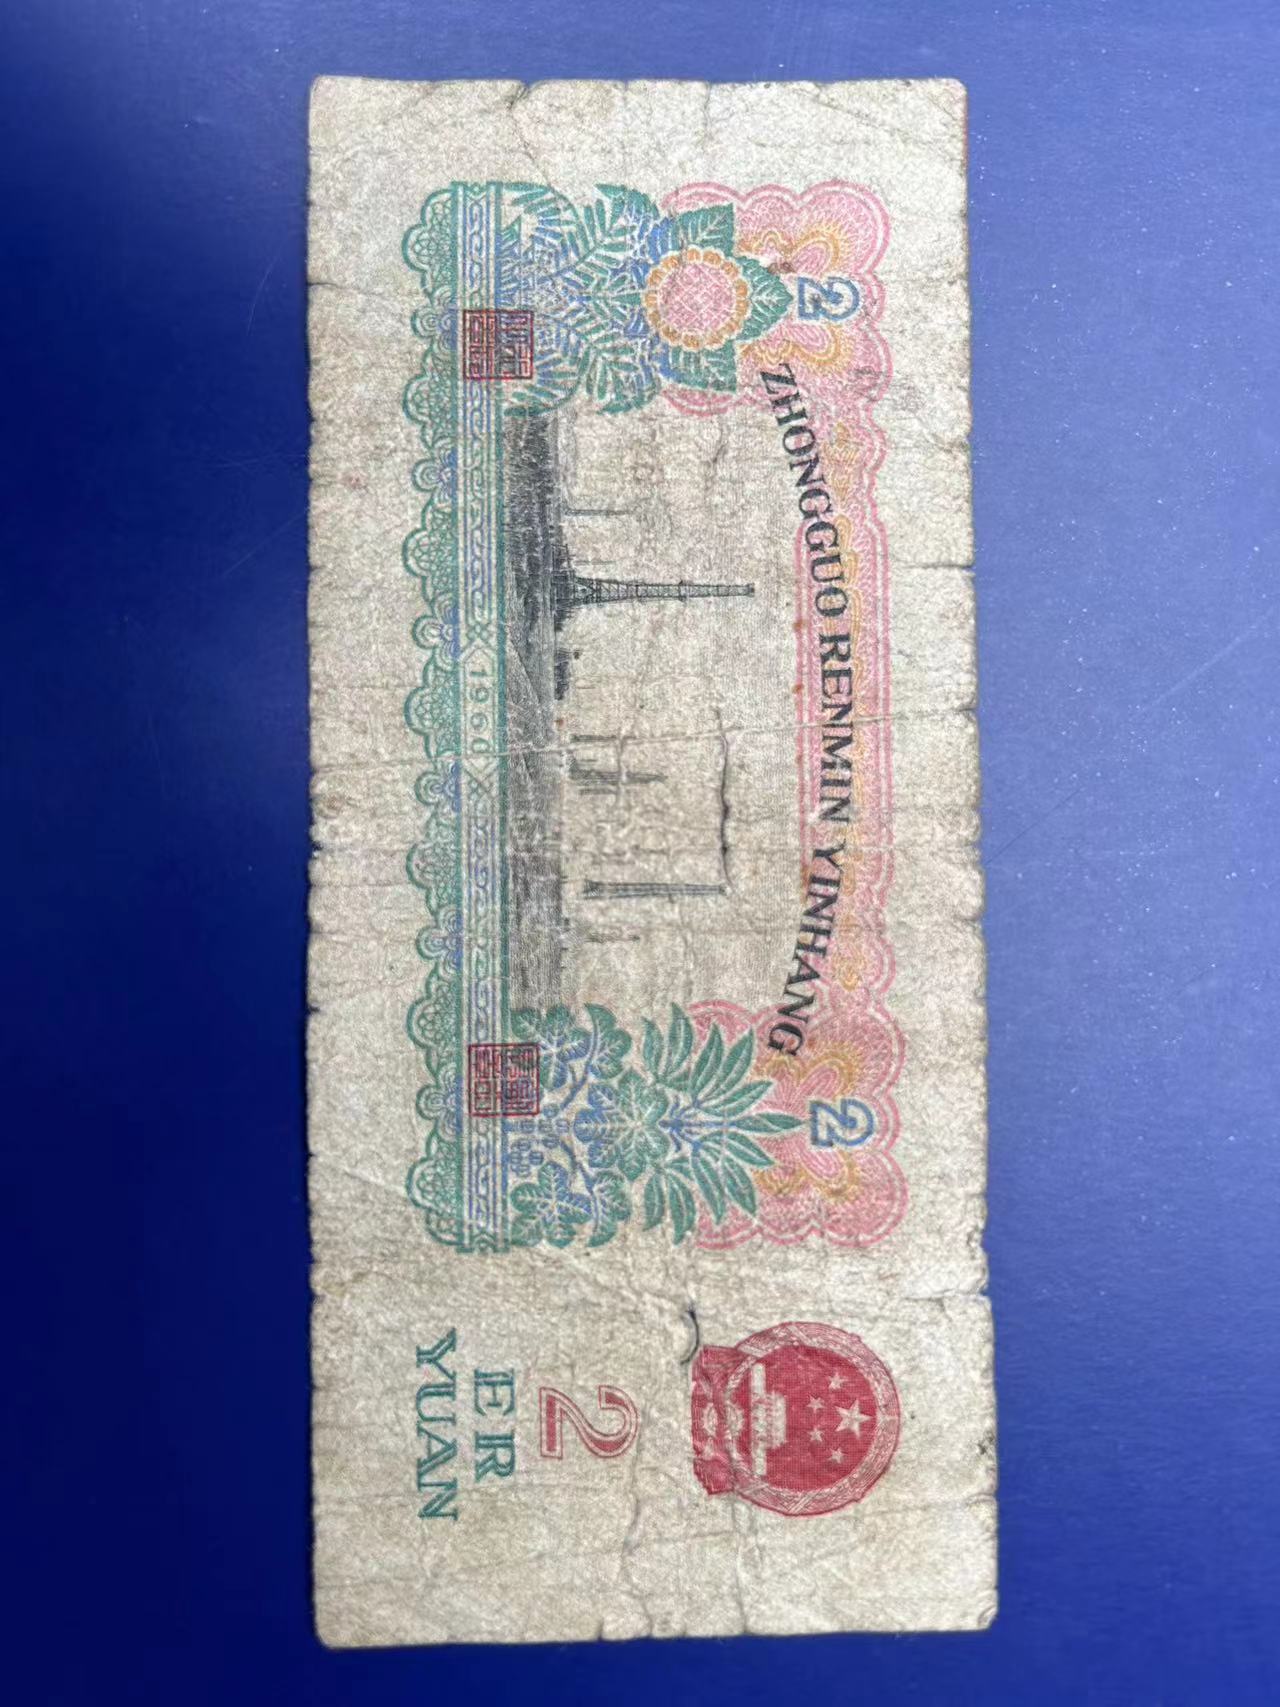 ZHONGGUO RENMIN YINHANG
2
2
1960
2
ER
YUAN